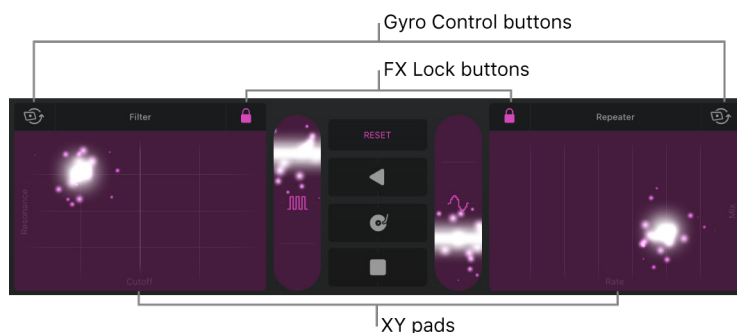 Gyro Control buttons
FX Lock buttons
Filter
Repeater
RESET
Resonance
Mix
Cutoff
Rate
XY pads